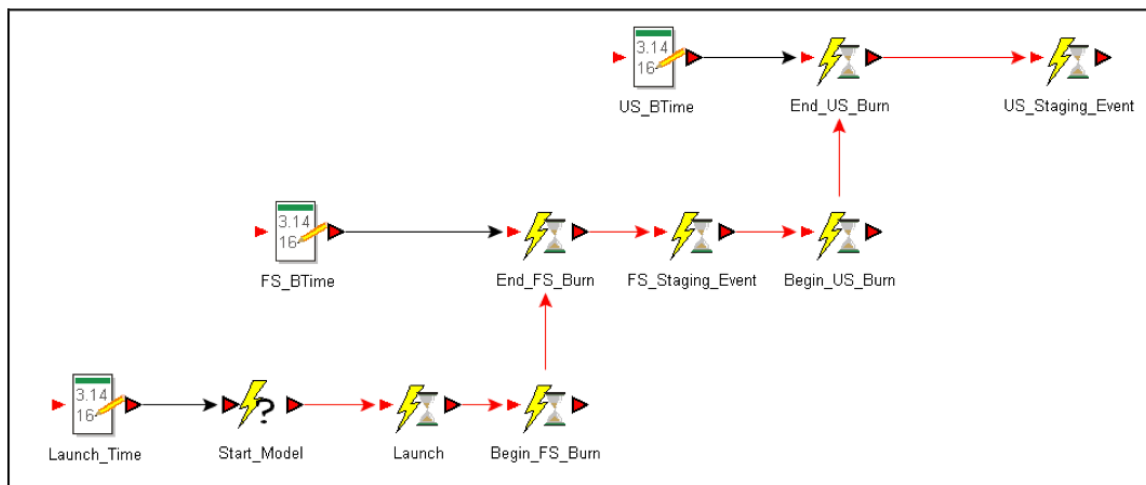 3.14
16
US_BTime
End_US_Burn
US_Staging_Event
3.14
16
FS_BTime
End_FS_Burn
FS_Staging_Event
Begin_US_Burn
3.14
16
?
Launch_Time
Start_Model
Launch
Begin_FS_Burn